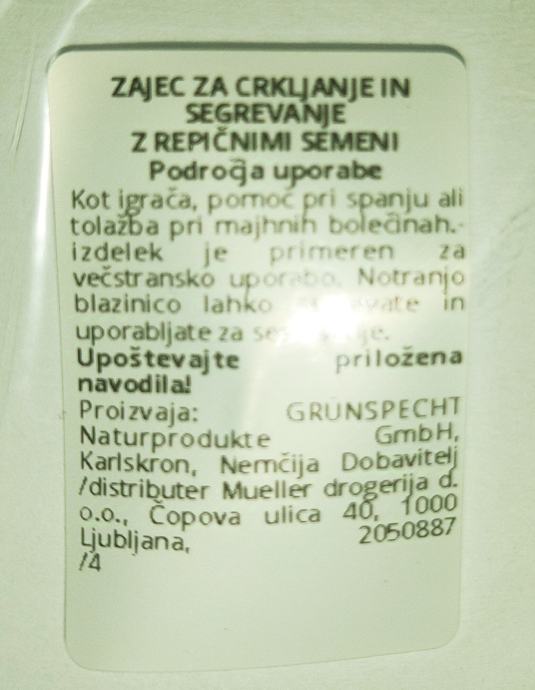 ZAJEC ZA CRKLJANJE IN
SEGREVANJE
Z REPIČNIMI SEMENI
Področja uporabe
Kot igrača, pomoč pri spanju ali
tolažba pri majhnih bolečinah.
izdelek je primeren za
večstransko uporabo. Notranjo
blazinico lahko in
uporabljate za
Upoštevajte priložena
navodila!
Proizvaja: GRÜNSPECHT
Naturprodukte GmbH,
Karlskron, Nemčija Dobavitelj
/distributer Mueller drogerija d.
o.o., Čopova ulica 40, 1000
Ljubljana, 2050887
/4